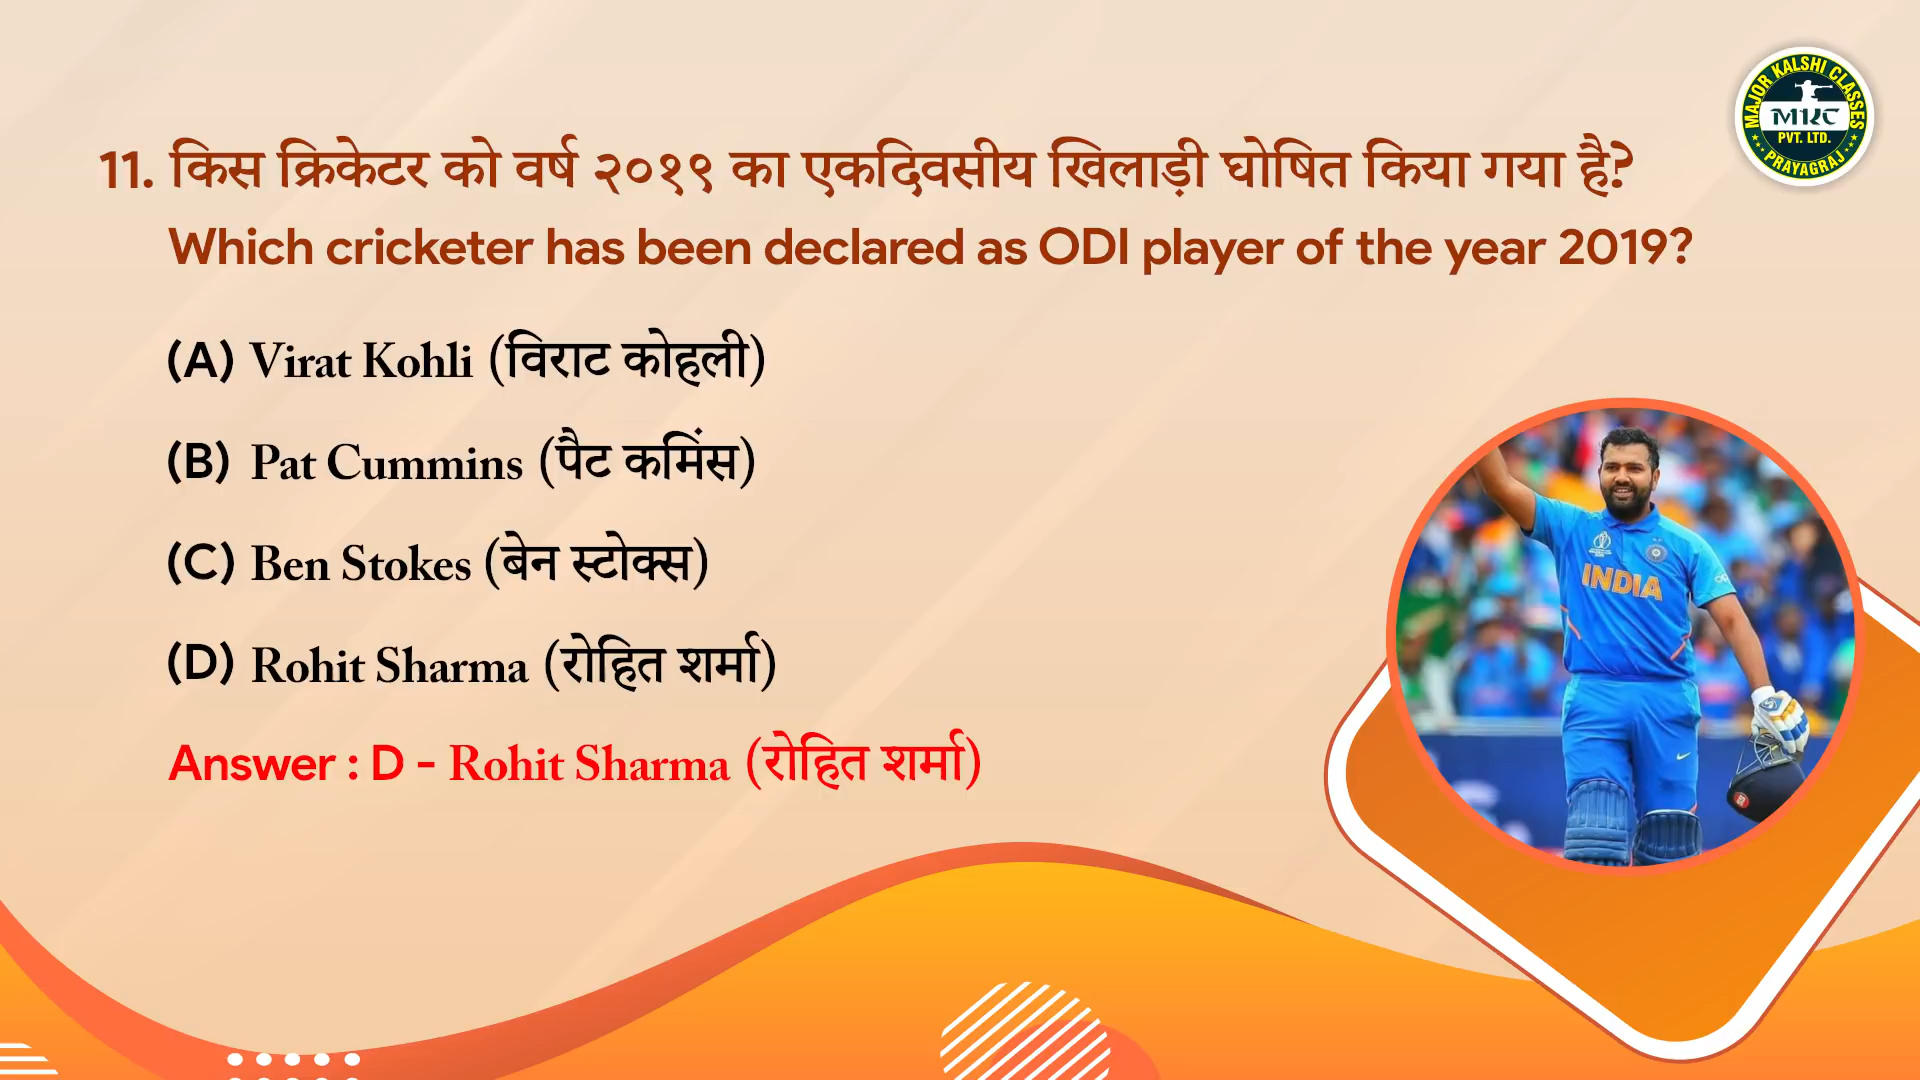 MAJOR KALSHI CLASSES
MKC
PVT. LTD.
PRAYAGRAJ
11. किस क्रिकेटर को वर्ष २०१९ का एकदिवसीय खिलाड़ी घोषित किया गया है?
Which cricketer has been declared as ODI player of the year 2019?
(A) Virat Kohli (विराट कोहली)
(B) Pat Cummins (पैट कमिंस)
(C) Ben Stokes (बेन स्टोक्स)
(D) Rohit Sharma (रोहित शर्मा)
Answer : D - Rohit Sharma (रोहित शर्मा)
INDIA